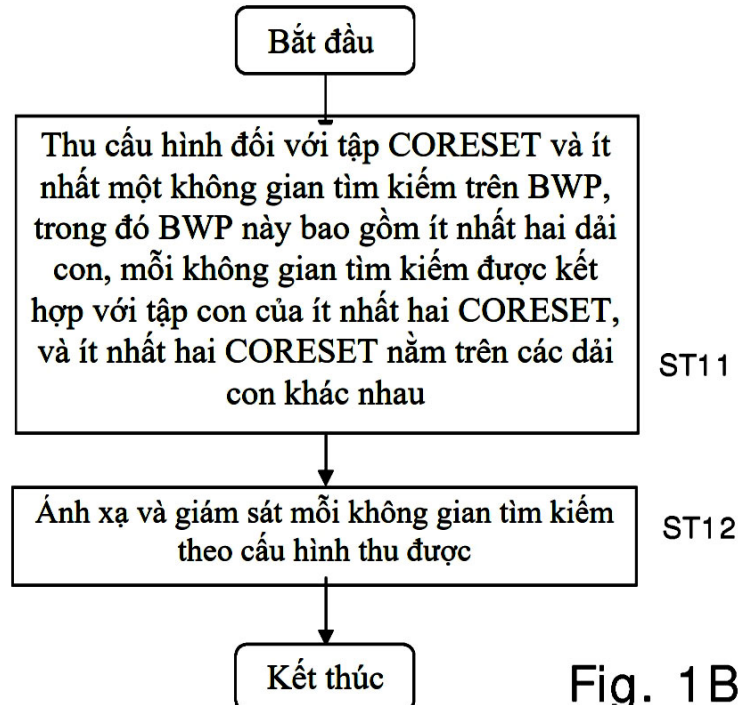 Bắt đầu
Thu cấu hình đối với tập CORESET và ít
nhất một không gian tìm kiếm trên BWP,
trong đó BWP này bao gồm ít nhất hai dải
con, mỗi không gian tìm kiếm được kết
hợp với tập con của ít nhất hai CORESET,
và ít nhất hai CORESET nằm trên các dải
con khác nhau
ST11
Ánh xạ và giám sát mỗi không gian tìm kiếm
theo cấu hình thu được
ST12
Kết thúc
Fig. 1B